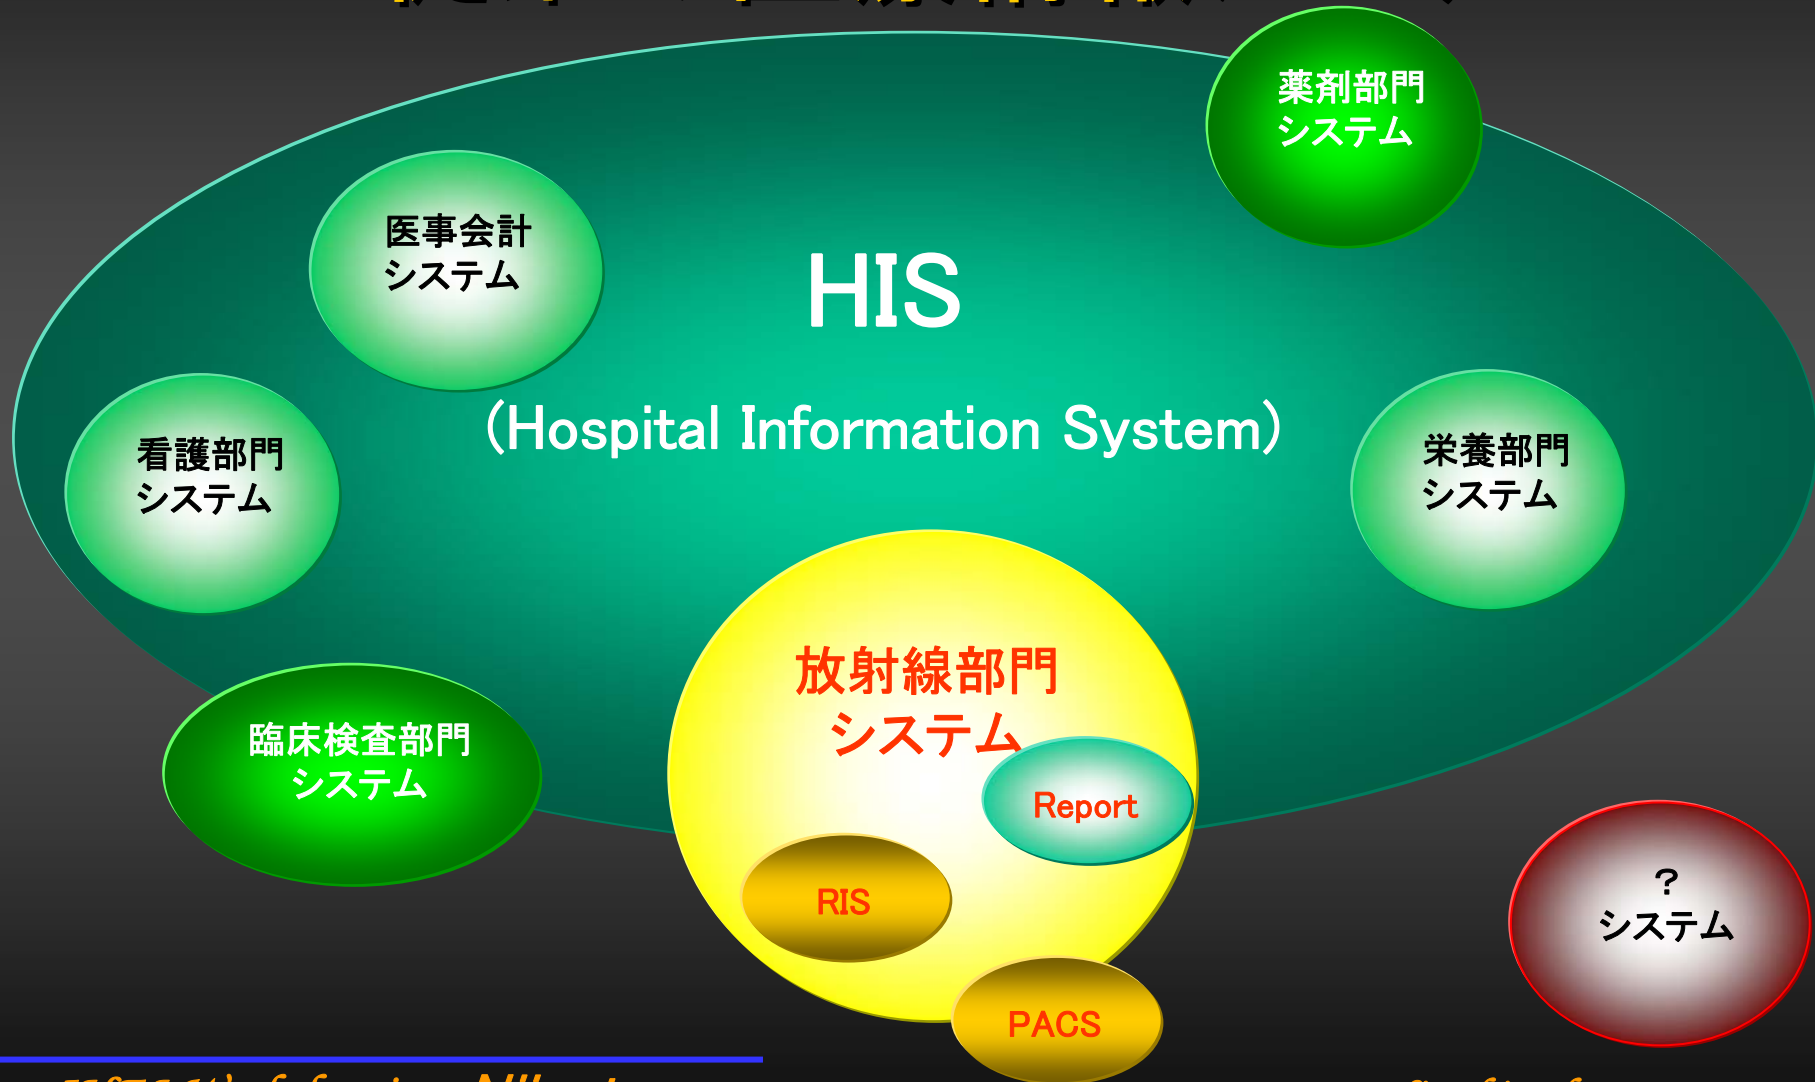 薬剤部門
システム
医事会計
システム
HIS
(Hospital Information System)
看護部門
システム
栄養部門
システム
放射線部門
システム
臨床検査部門
システム
Report
RIS
?
システム
PACS